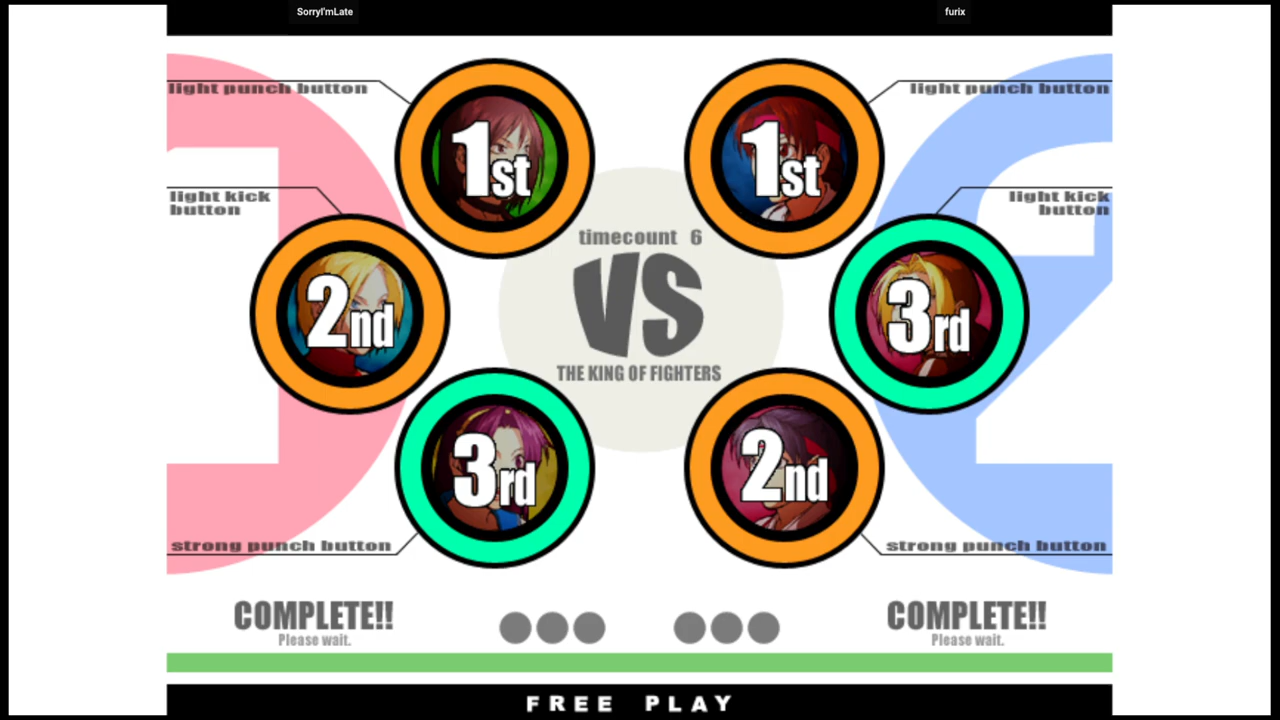 SorryI'mLate
furix
light punch button
light punch button
1st
1st
light kick
button
light kick
button
timecount 6
VS
THE KING OF FIGHTERS
2nd
3rd
3rd
2nd
strong punch button
strong punch button
COMPLETE!!
Please wait.
COMPLETE!!
Please wait.
FREE PLAY